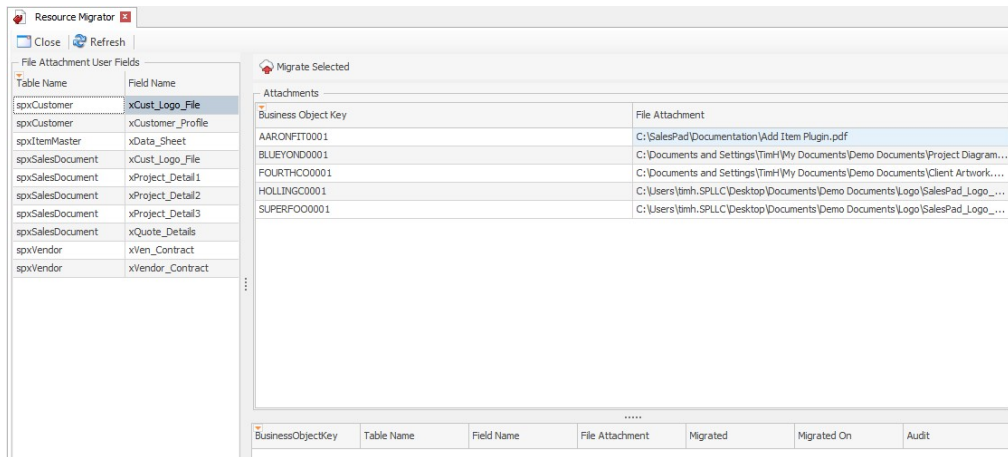 Resource Migrator
Close Refresh
File Attachment User Fields
Table Name Field Name
spxCustomer xCust_Logo_File
spxCustomer xCustomer_Profile
spxItemMaster xData_Sheet
spxSalesDocument xCust_Logo_File
spxSalesDocument xProject_Detail1
spxSalesDocument xProject_Detail2
spxSalesDocument xProject_Detail3
spxSalesDocument xQuote_Details
spxVendor xVen_Contract
spxVendor xVendor_Contract
Migrate Selected
Attachments
Business Object Key File Attachment
AARONFIT0001 C:\SalesPad\Documentation\Add Item Plugin.pdf
BLUEYOND0001 C:\Documents and Settings\TimH\My Documents\Demo Documents\Project Diagram...
FOURTHCO0001 C:\Documents and Settings\TimH\My Documents\Demo Documents\Client Artwork....
HOLLINGC0001 C:\Users\timh.SPLLC\Desktop\Documents\Demo Documents\Logo\SalesPad_Logo_...
SUPERFOO0001 C:\Users\timh.SPLLC\Desktop\Documents\Demo Documents\Logo\SalesPad_Logo_...
BusinessObjectKey Table Name Field Name File Attachment Migrated Migrated On Audit